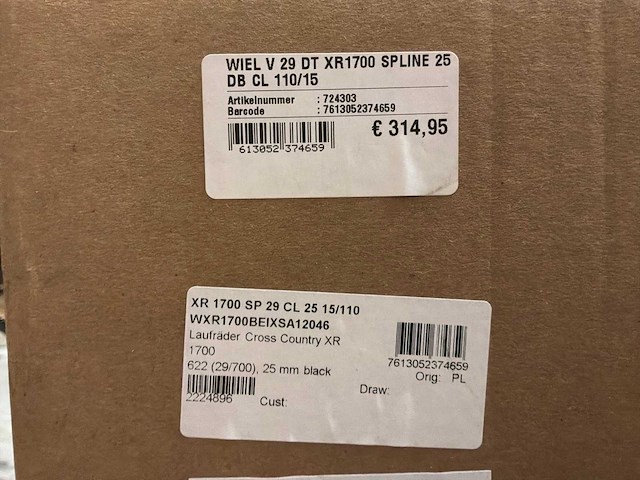 WIEL V 29 DT XR1700 SPLINE 25
DB CL 110/15
Artikelnummer : 724303
Barcode : 7613052374659
€ 314,95
613052 374659
XR 1700 SP 29 CL 25 15/110
WXR1700BEIXSA12046
Laufräder Cross Country XR
1700
622 (29/700), 25 mm black
7613052374659
Orig: PL
Draw:
2224896
Cust: